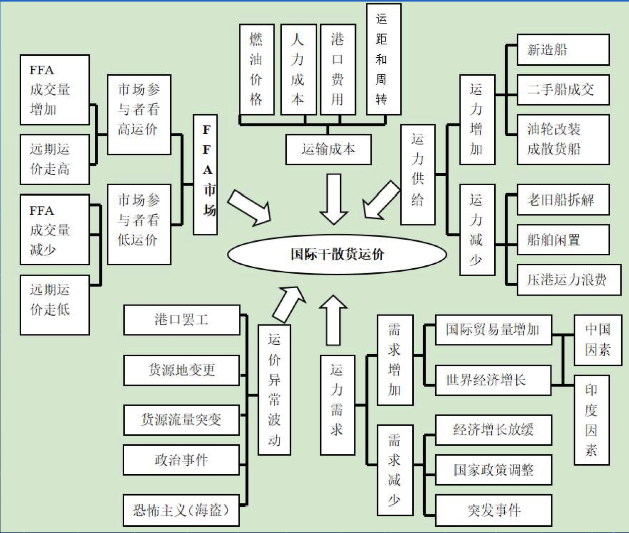 FFA
成交量
增加
远期运
价走高
市场参
与者看
高运价
FFA
成交量
减少
远期运
价走低
市场参
与者看
低运价
FFA市场
燃油价格
人力成本
港口费用
运距和周转
运输成本
运力供给
运力增加
新造船
二手船成交
油轮改装
成散货船
运力减少
老旧船拆解
船舶闲置
压港运力浪费
国际干散货运价
港口罢工
货源地变更
货源流量突变
政治事件
恐怖主义(海盗)
运价异常波动
运力需求
需求增加
国际贸易量增加
世界经济增长
中国
因素
印度因素
需求减少
经济增长放缓
国家政策调整
突发事件